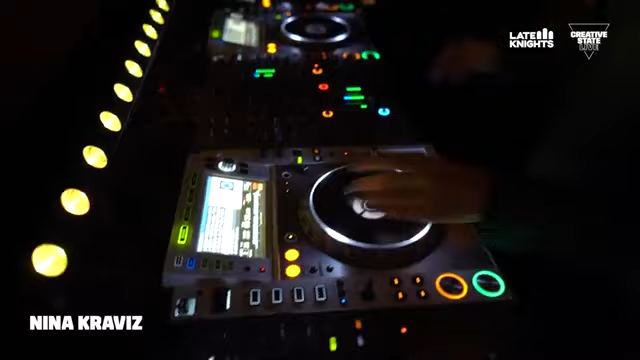 LATE
KNIGHTS
CREATIVE
STATE
LIVE
NINA KRAVIZ